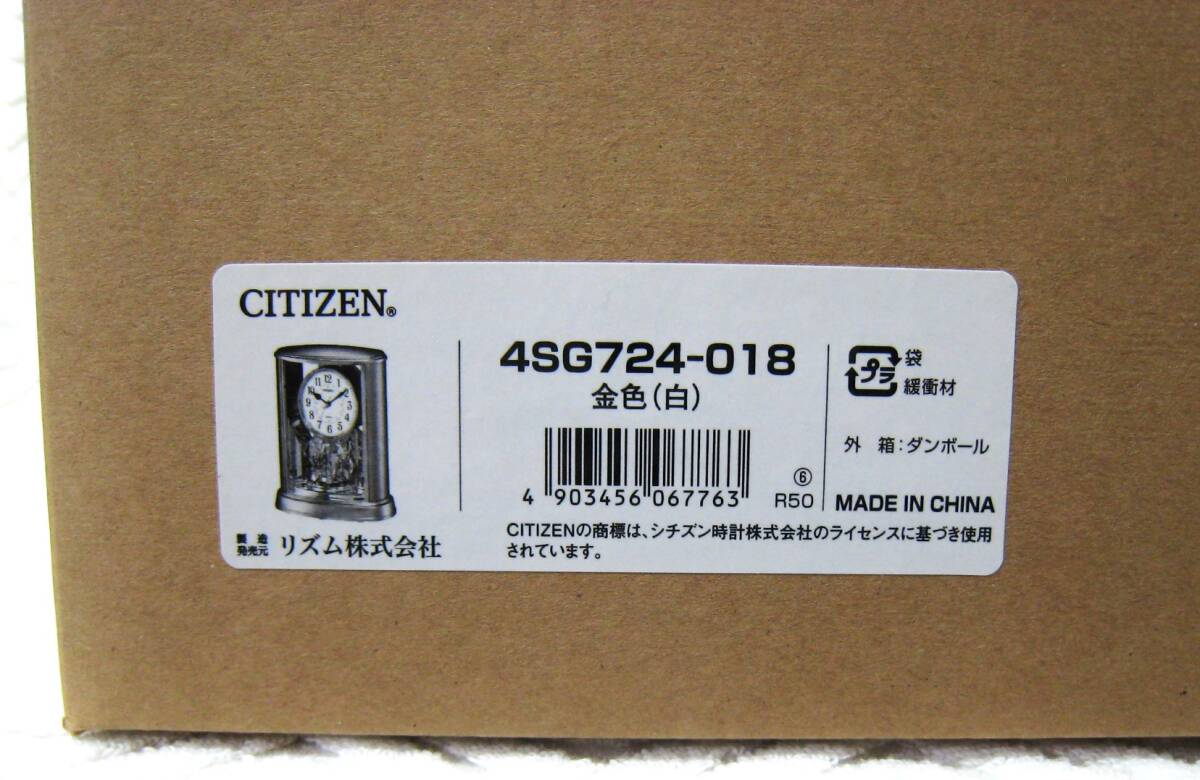 CITIZEN®
製造
発売元 リズム株式会社
4SG724-018
金色(白)
4 903456 067763
⑥
R50
CITIZENの商標は、シチズン時計株式会社のライセンスに基づき使用
されています。
プラ 袋
緩衝材
外 箱:ダンボール
MADE IN CHINA